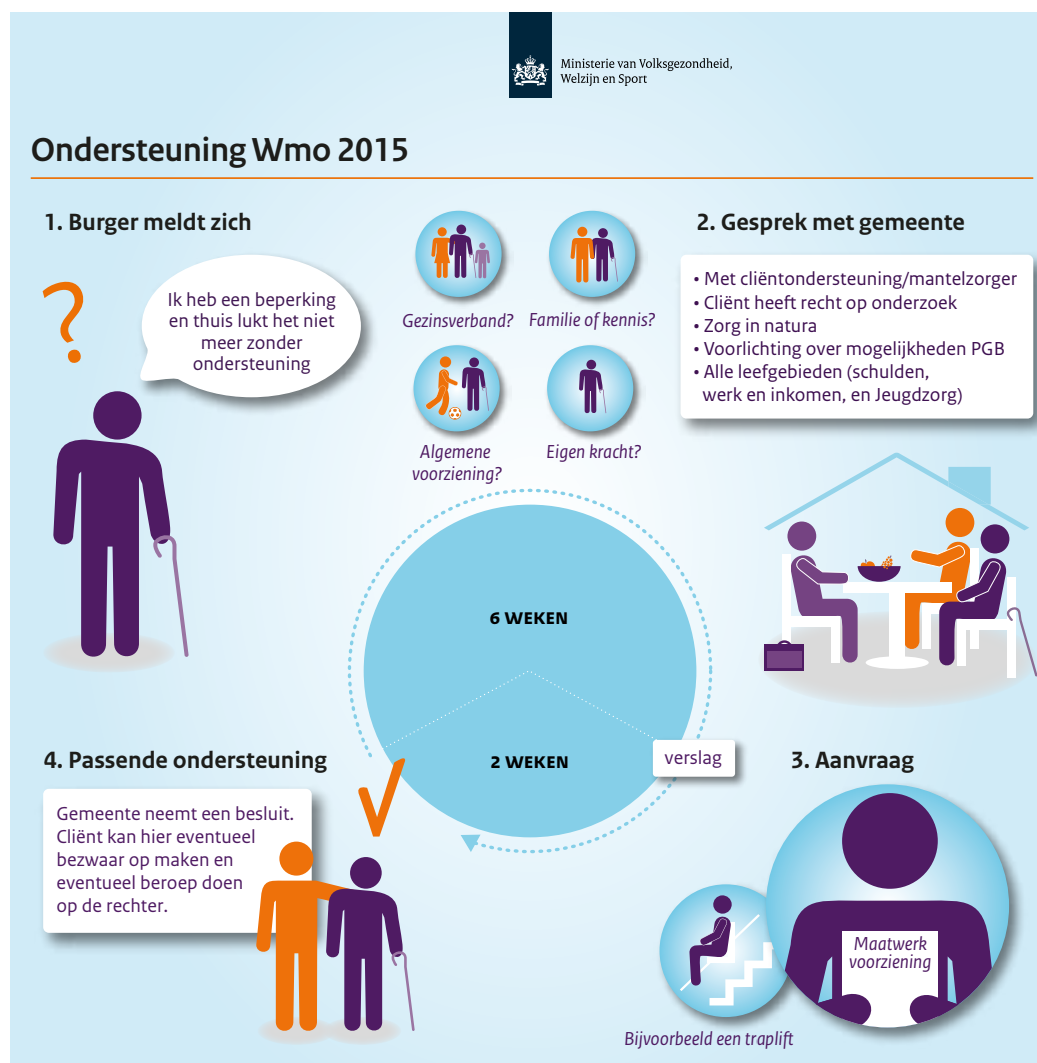 Ministerie van Volksgezondheid,
Welzijn en Sport
Ondersteuning Wmo 2015
1. Burger meldt zich
?
Ik heb een beperking
en thuis lukt het niet
meer zonder
ondersteuning
Gezinsverband?
Familie of kennis?
Algemene
voorziening?
Eigen kracht?
2. Gesprek met gemeente
• Met cliëntondersteuning/mantelzorger
• Cliënt heeft recht op onderzoek
• Zorg in natura
• Voorlichting over mogelijkheden PGB
• Alle leefgebieden (schulden,
werk en inkomen, en Jeugdzorg)
6 WEKEN
2 WEKEN
verslag
3. Aanvraag
Maatwerk
voorziening
Bijvoorbeeld een traplift
4. Passende ondersteuning
Gemeente neemt een besluit.
Cliënt kan hier eventueel
bezwaar op maken en
eventueel beroep doen
op de rechter.